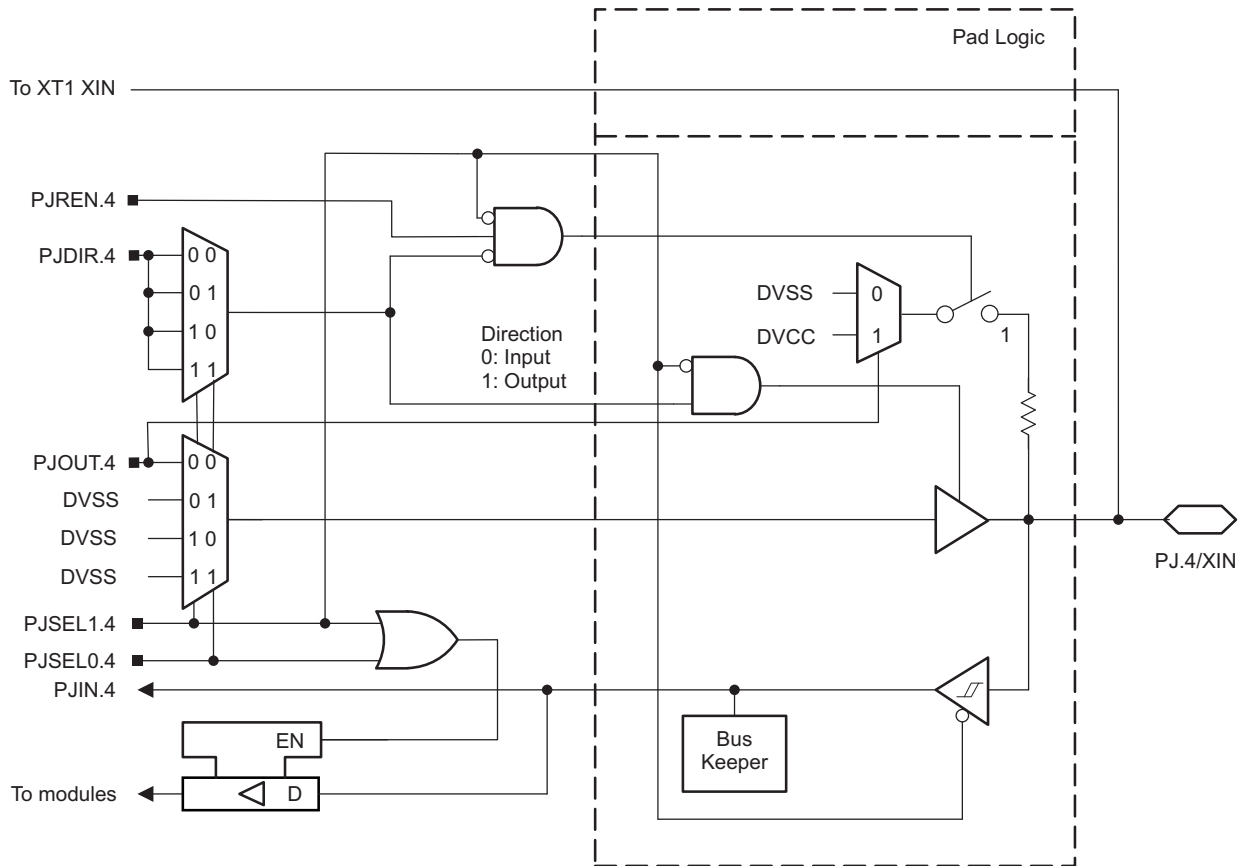 Pad Logic
To XT1 XIN
PJREN.4
PJDIR.4
0 0
0 1
1 0
1 1
Direction
0: Input
1: Output
DVSS
0
DVCC
1
1
PJOUT.4
0 0
DVSS
0 1
DVSS
1 0
DVSS
1 1
PJ.4/XIN
PJSEL1.4
PJSEL0.4
PJIN.4
Bus
Keeper
EN
To modules
D